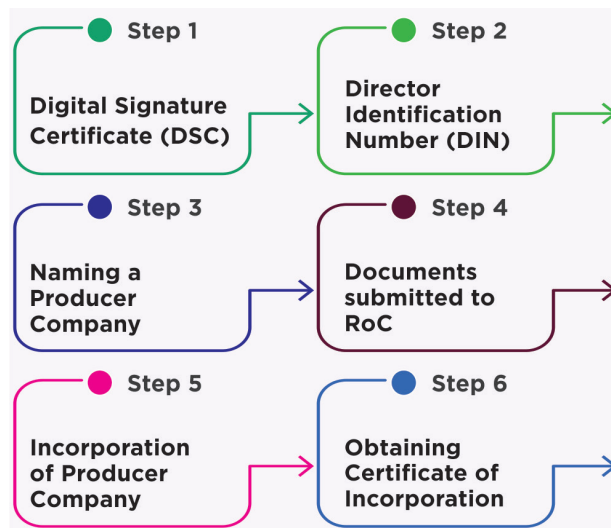 Step 1
Digital Signature
Certificate (DSC)
Step 2
Director
Identification
Number (DIN)
Step 3
Naming a
Producer
Company
Step 4
Documents
submitted to
RoC
Step 5
Incorporation
of Producer
Company
Step 6
Obtaining
Certificate of
Incorporation